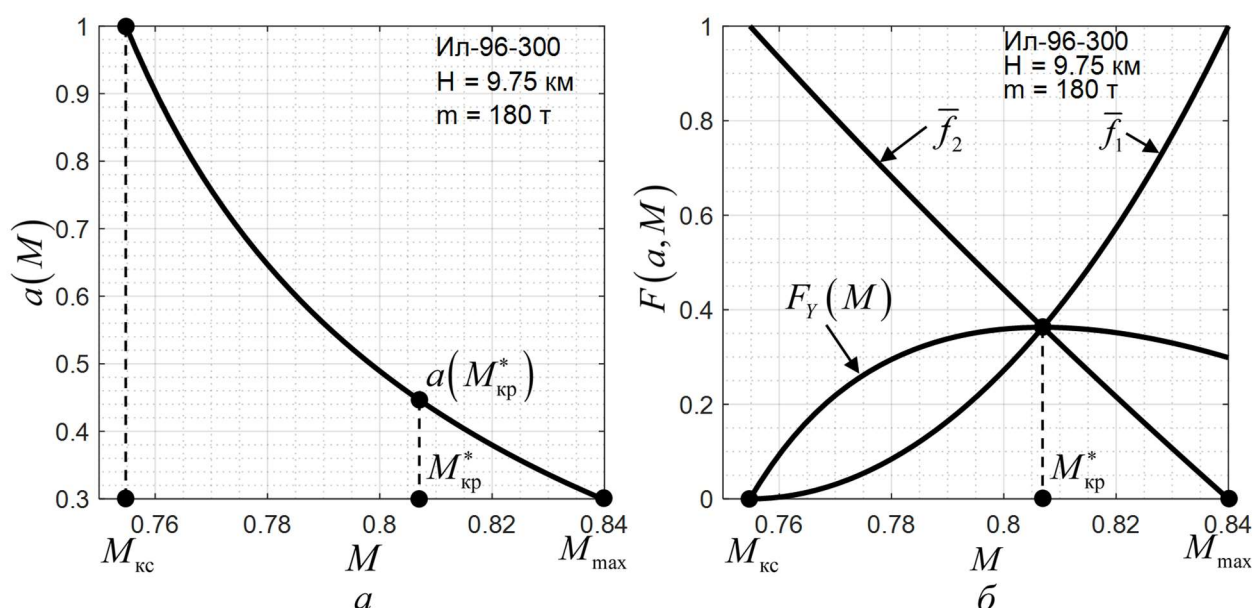 1
0.9
0.8
0.7
0.6
0.5
0.4
0.3
a(M)
Ил-96-300
H = 9.75 км
m = 180 т
a(M*кр)
M*кр
0.76
0.78
0.8
0.82
0.84
Mкс
M
Mmax
а
1
0.8
0.6
0.4
0.2
0
F(a, M)
Ил-96-300
H = 9.75 км
m = 180 т
f̅2
f̅1
FY(M)
M*кр
0.76
0.78
0.8
0.82
0.84
Mкс
M
Mmax
б